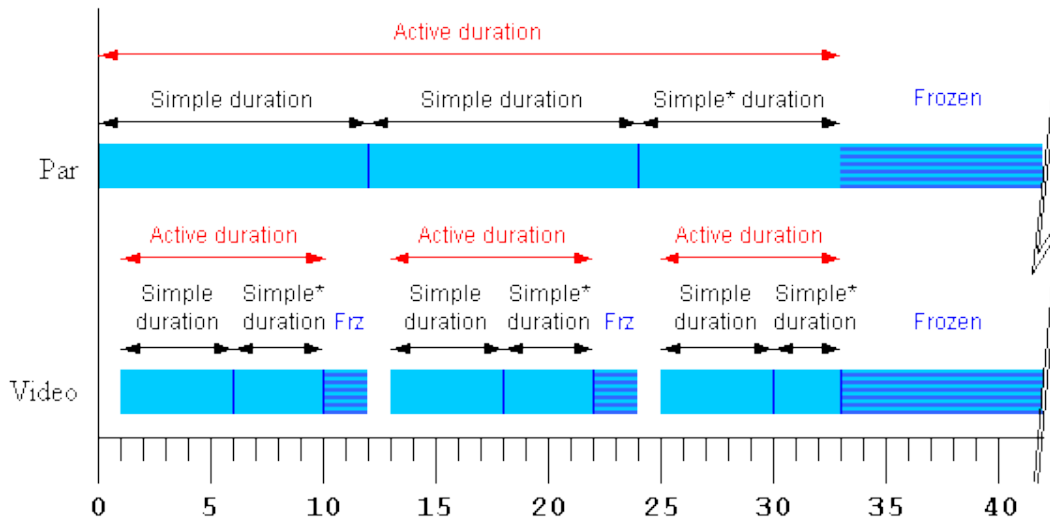 Active duration
Simple duration Simple duration Simple* duration Frozen
Par
Active duration Active duration Active duration
Simple Simple* Simple Simple* Simple Simple*
duration duration Frz duration duration Frz duration duration Frozen
Video
0 5 10 15 20 25 30 35 40